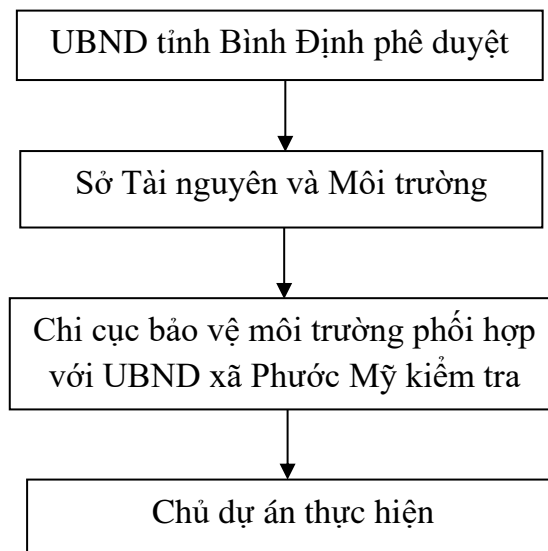 UBND tỉnh Bình Định phê duyệt
Sở Tài nguyên và Môi trường
Chi cục bảo vệ môi trường phối hợp
với UBND xã Phước Mỹ kiểm tra
Chủ dự án thực hiện